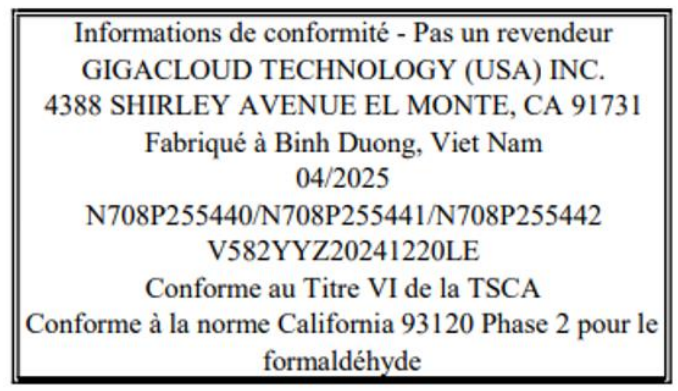 Informations de conformité - Pas un revendeur
GIGACLOUD TECHNOLOGY (USA) INC.
4388 SHIRLEY AVENUE EL MONTE, CA 91731
Fabriqué à Binh Duong, Viet Nam
04/2025
N708P255440/N708P255441/N708P255442
V582YYZ20241220LE
Conforme au Titre VI de la TSCA
Conforme à la norme California 93120 Phase 2 pour le
formaldéhyde